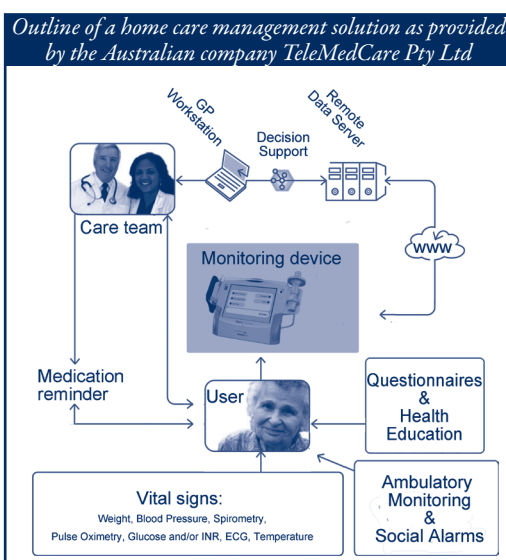 Outline of a home care management solution as provided
by the Australian company TeleMedCare Pty Ltd
GP
Workstation
Decision
Support
Remote
Data Server
Care team
www
Monitoring device
Medication
reminder
User
Questionnaires
&
Health
Education
Vital signs:
Weight, Blood Pressure, Spirometry,
Pulse Oximetry, Glucose and/or INR, ECG, Temperature
Ambulatory
Monitoring
&
Social Alarms